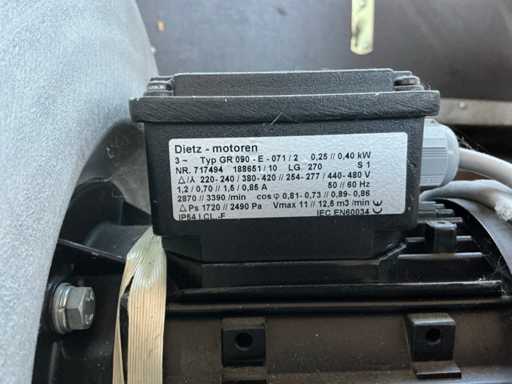 Dietz - motoren
3 ~ Typ GR 090 - E - 071 / 2 0,25 // 0,40 kW
NR. 717494 188651 / 10 LG. 270 S 1
△/⅄ 220- 240 / 380-420 // 254- 277 / 440- 480 V
1,2 / 0,70 // 1,5 / 0,85 A 50 // 60 Hz
2870 // 3390 /min cos φ 0,81- 0,73 // 0,89- 0,86
△ Ps 1720 // 2490 Pa Vmax 11 // 12,5 m3 /min
IP54 I.CL. F IEC EN60034 CE